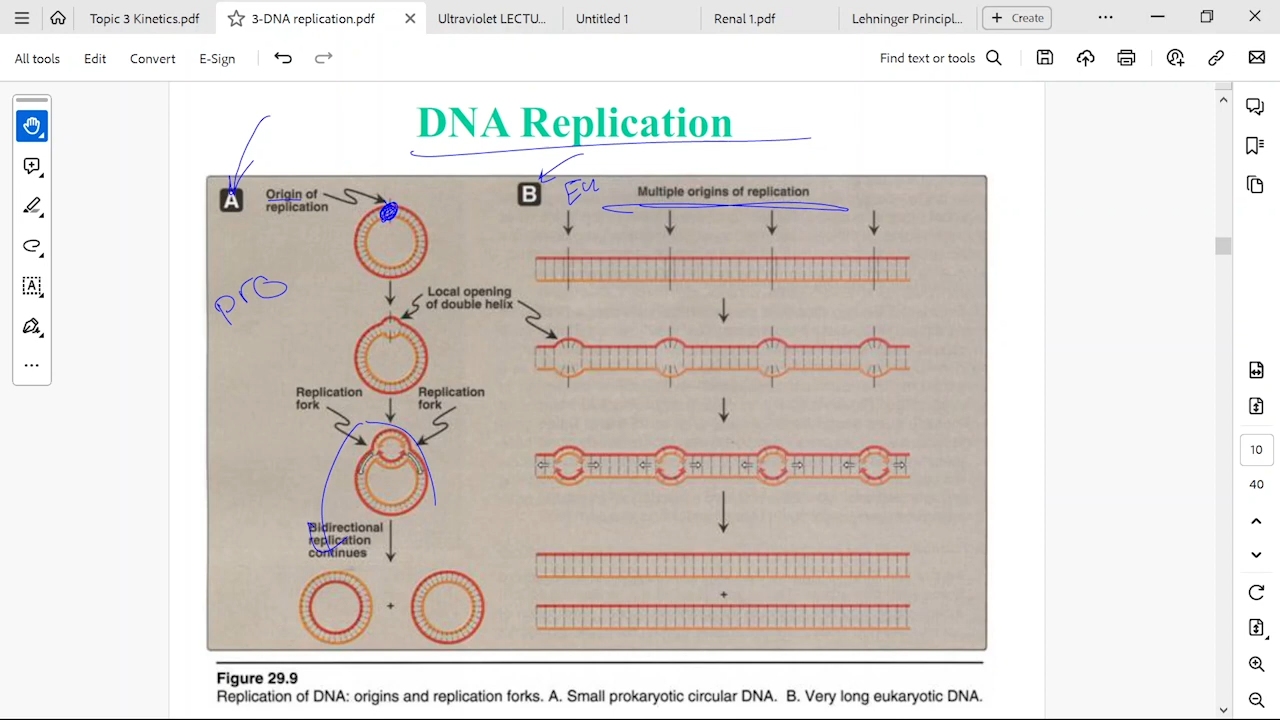 Topic 3 Kinetics.pdf
3-DNA replication.pdf
Ultraviolet LECTU...
Untitled 1
Renal 1.pdf
Lehninger Principl...
+ Create
All tools
Edit
Convert
E-Sign
Find text or tools
DNA Replication
A
Origin of
replication
B
EU
Multiple origins of replication
pro
Local opening
of double helix
Replication
fork
Replication
fork
Bidirectional
replication
continues
+
+
Figure 29.9
Replication of DNA: origins and replication forks. A. Small prokaryotic circular DNA. B. Very long eukaryotic DNA.
10
40